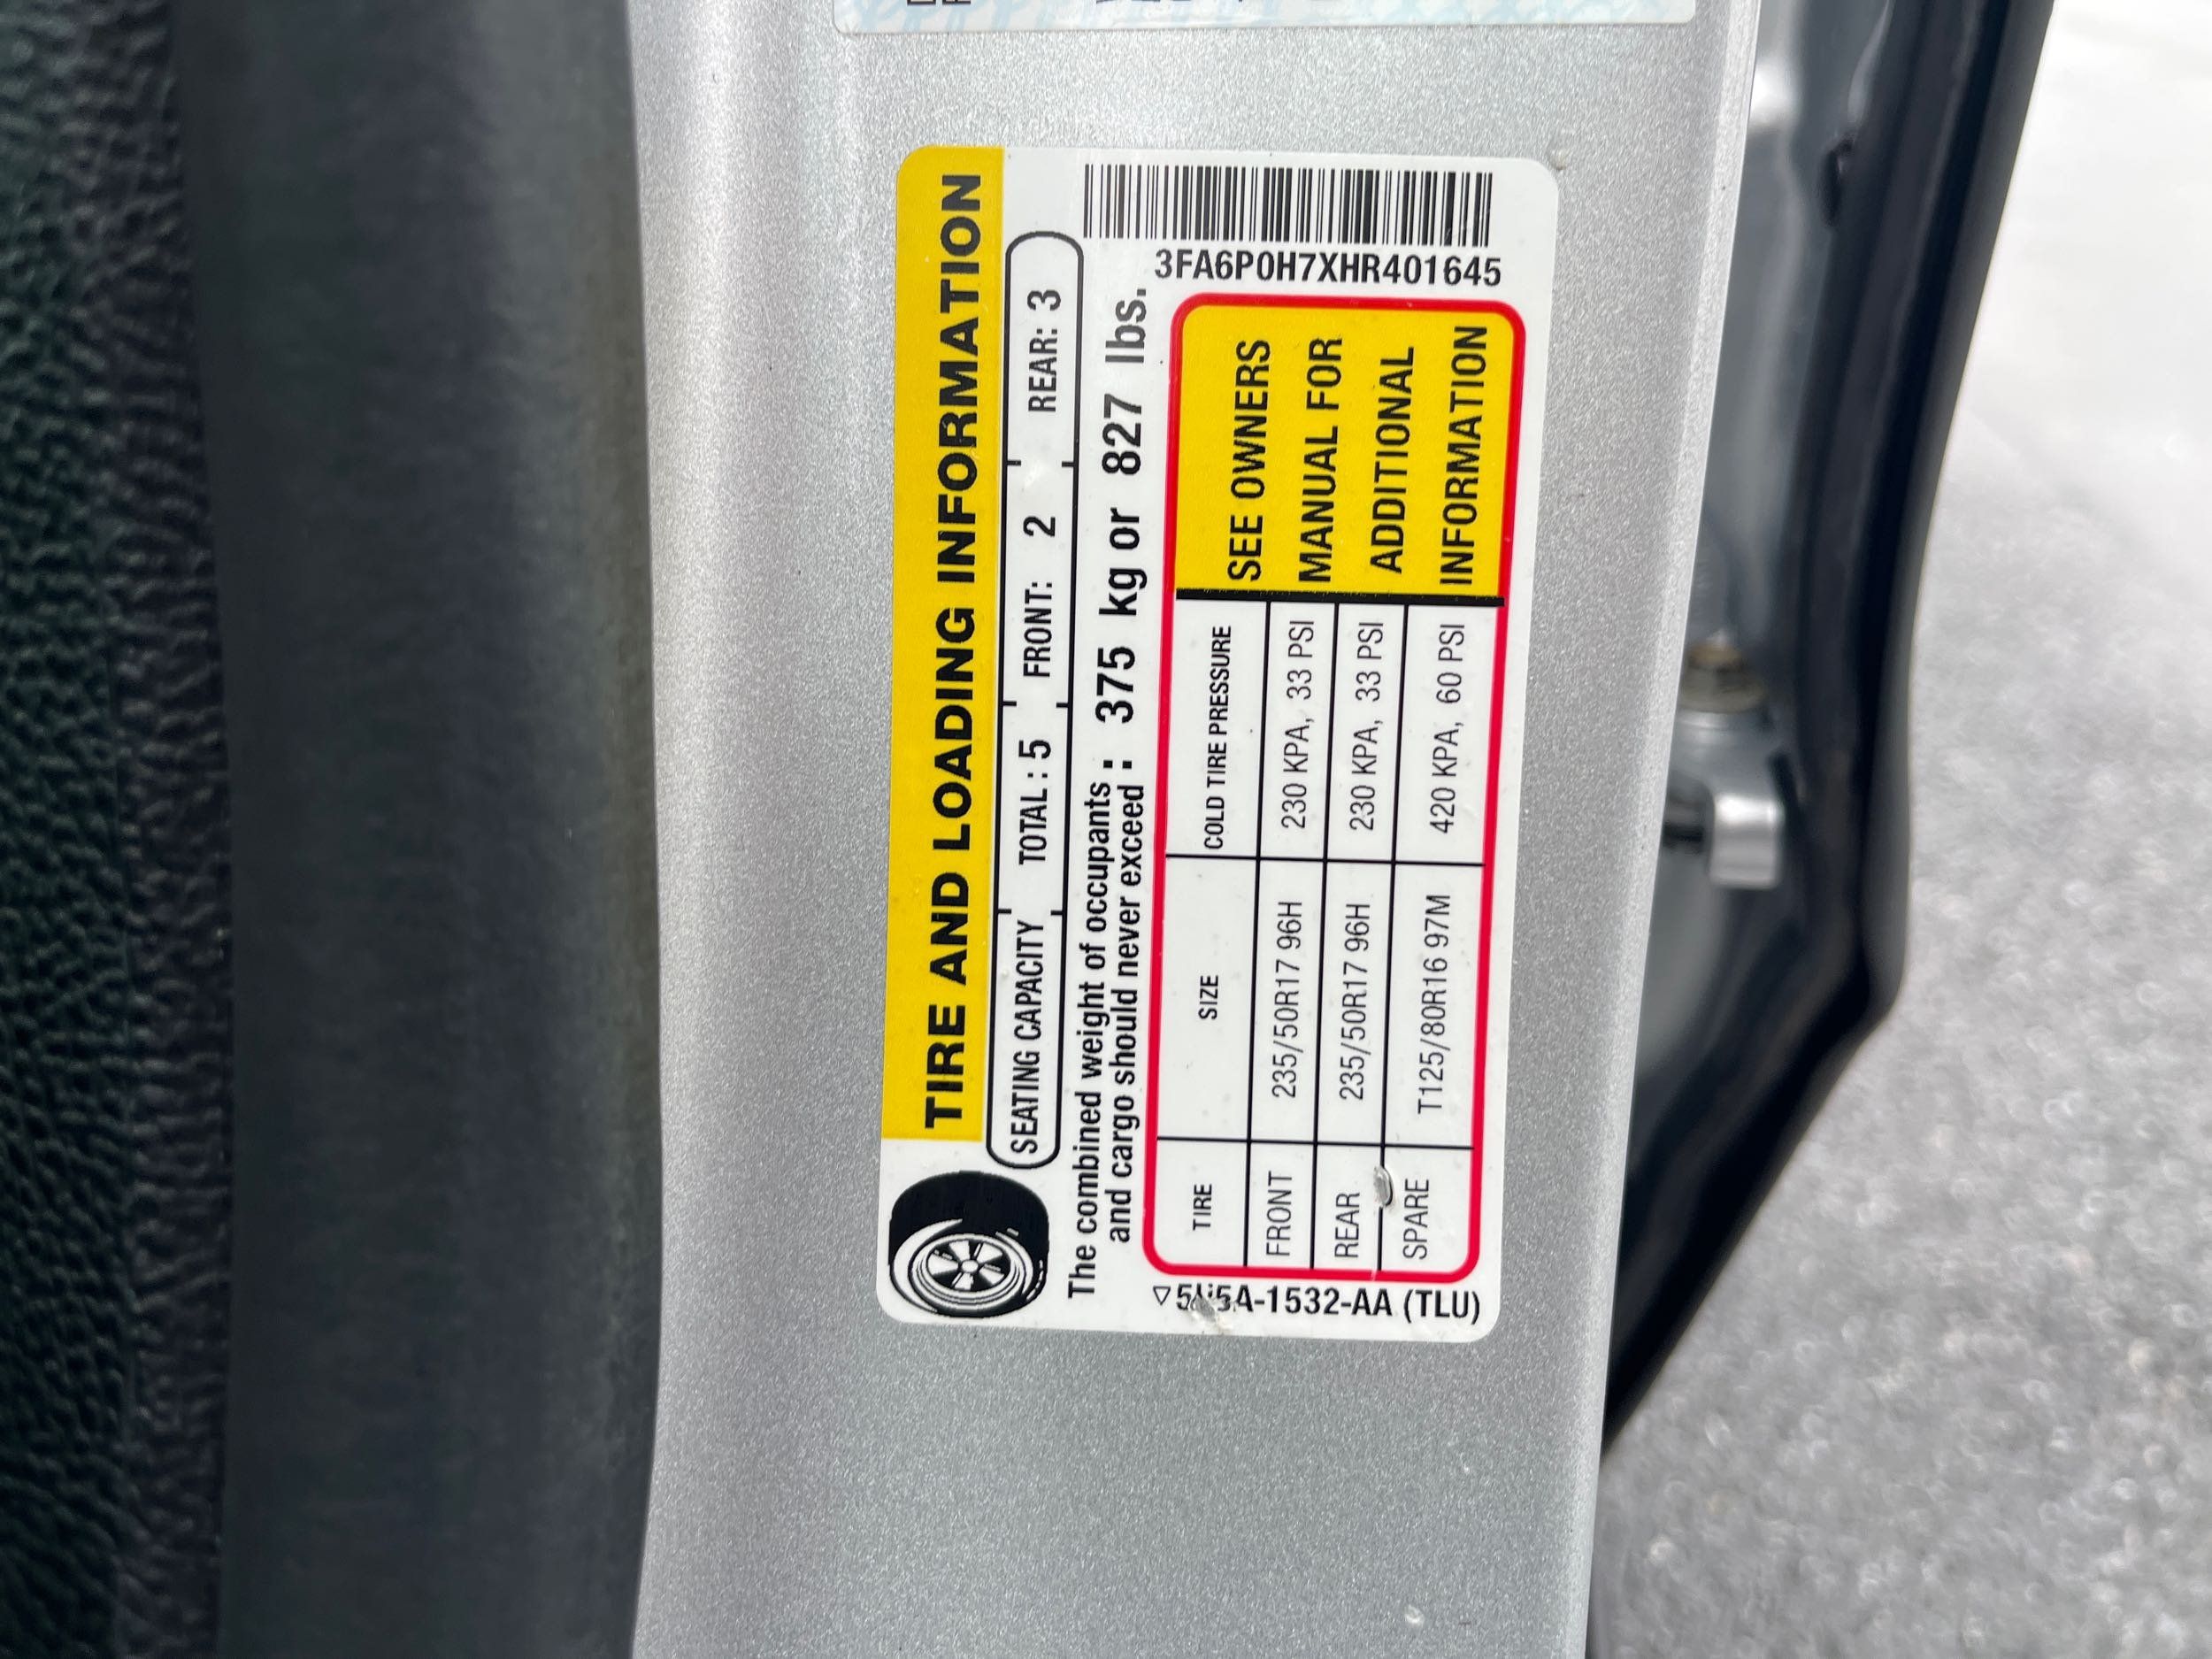 TIRE AND LOADING INFORMATION
SEATING CAPACITY TOTAL : 5 FRONT: 2 REAR: 3
The combined weight of occupants
and cargo should never exceed : 375 kg or 827 lbs.
3FA6P0H7XHR401645
TIRE SIZE COLD TIRE PRESSURE
FRONT 235/50R17 96H 230 KPA, 33 PSI
REAR 235/50R17 96H 230 KPA, 33 PSI
SPARE T125/80R16 97M 420 KPA, 60 PSI
SEE OWNERS
MANUAL FOR
ADDITIONAL
INFORMATION
5A-1532-AA (TLU)